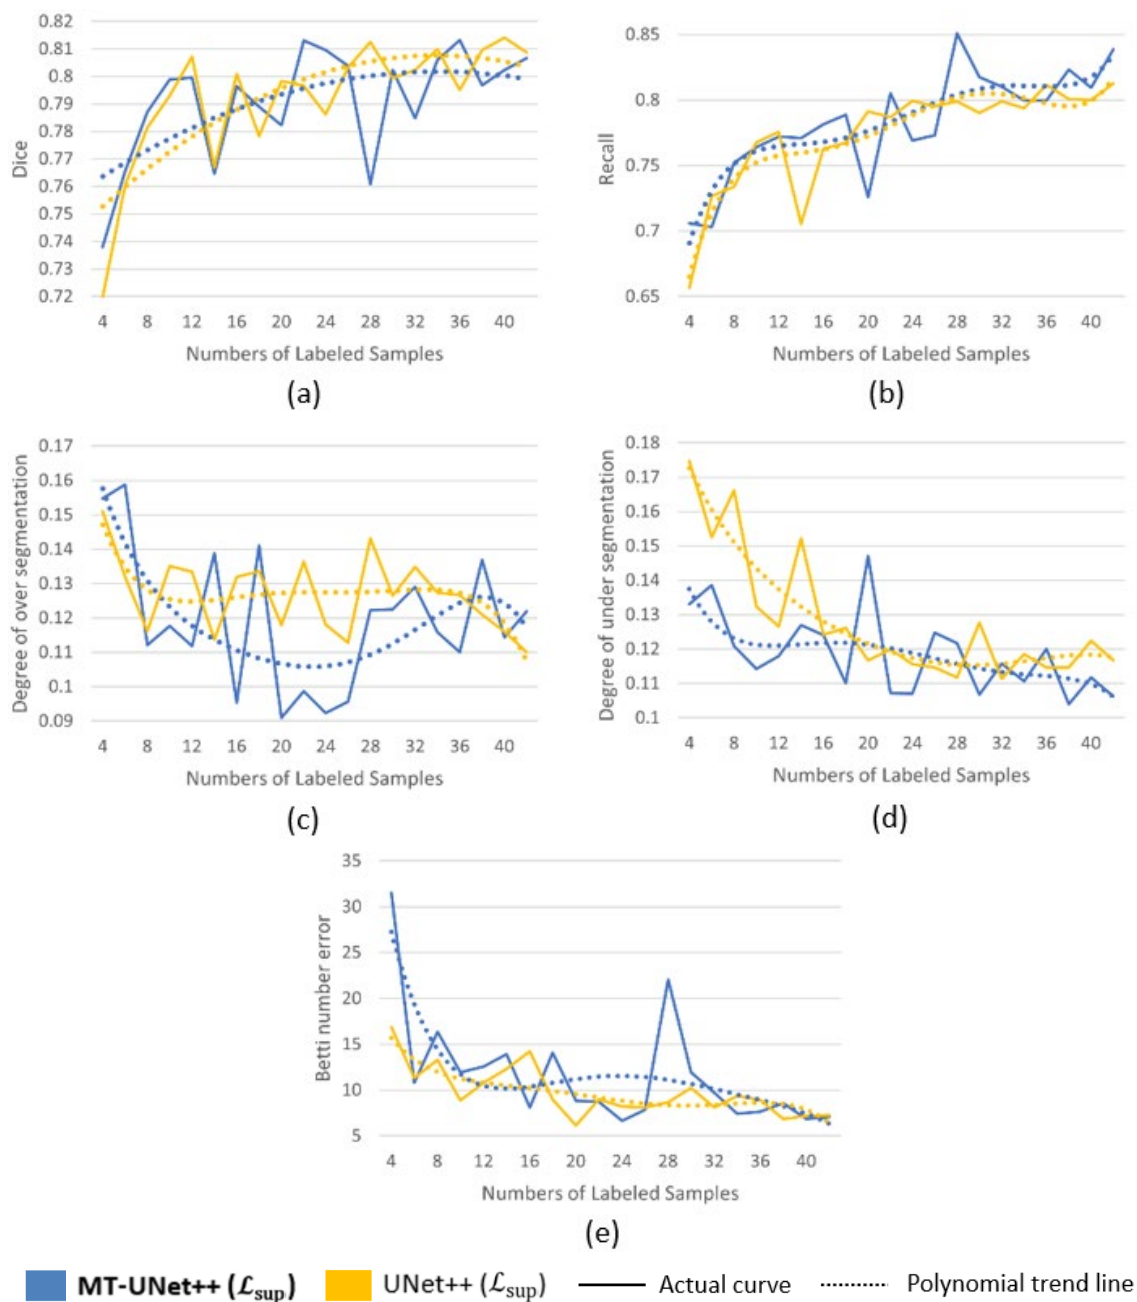 0.82
0.81
0.8
0.79
0.78
0.77
0.76
0.75
0.74
0.73
0.72
Dice
4 8 12 16 20 24 28 32 36 40
Numbers of Labeled Samples
(a)
0.85
0.8
0.75
0.7
0.65
Recall
4 8 12 16 20 24 28 32 36 40
Numbers of Labeled Samples
(b)
0.17
0.16
0.15
0.14
0.13
0.12
0.11
0.1
0.09
Degree of over segmentation
4 8 12 16 20 24 28 32 36 40
Numbers of Labeled Samples
(c)
0.18
0.17
0.16
0.15
0.14
0.13
0.12
0.11
0.1
Degree of under segmentation
4 8 12 16 20 24 28 32 36 40
Numbers of Labeled Samples
(d)
35
30
25
20
15
10
5
Betti number error
4 8 12 16 20 24 28 32 36 40
Numbers of Labeled Samples
(e)
MT-UNet++ (ℒsup) UNet++ (ℒsup) Actual curve Polynomial trend line